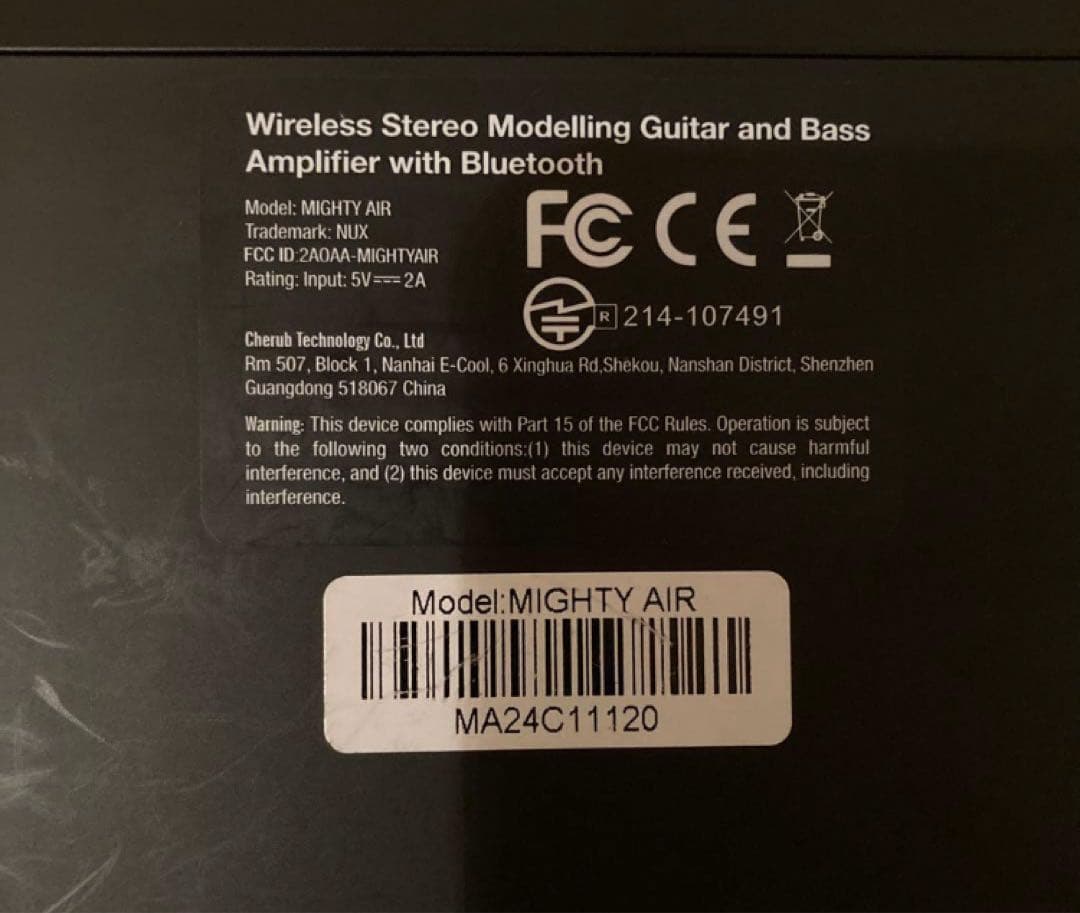 Wireless Stereo Modelling Guitar and Bass
Amplifier with Bluetooth
Model: MIGHTY AIR
Trademark: NUX
FCC ID:2AOAA-MIGHTYAIR
Rating: Input: 5V⎓2A
FC CE
R 214-107491
Cherub Technology Co., Ltd
Rm 507, Block 1, Nanhai E-Cool, 6 Xinghua Rd,Shekou, Nanshan District, Shenzhen
Guangdong 518067 China
Warning: This device complies with Part 15 of the FCC Rules. Operation is subject
to the following two conditions:(1) this device may not cause harmful
interference, and (2) this device must accept any interference received, including
interference.
Model:MIGHTY AIR
MA24C11120